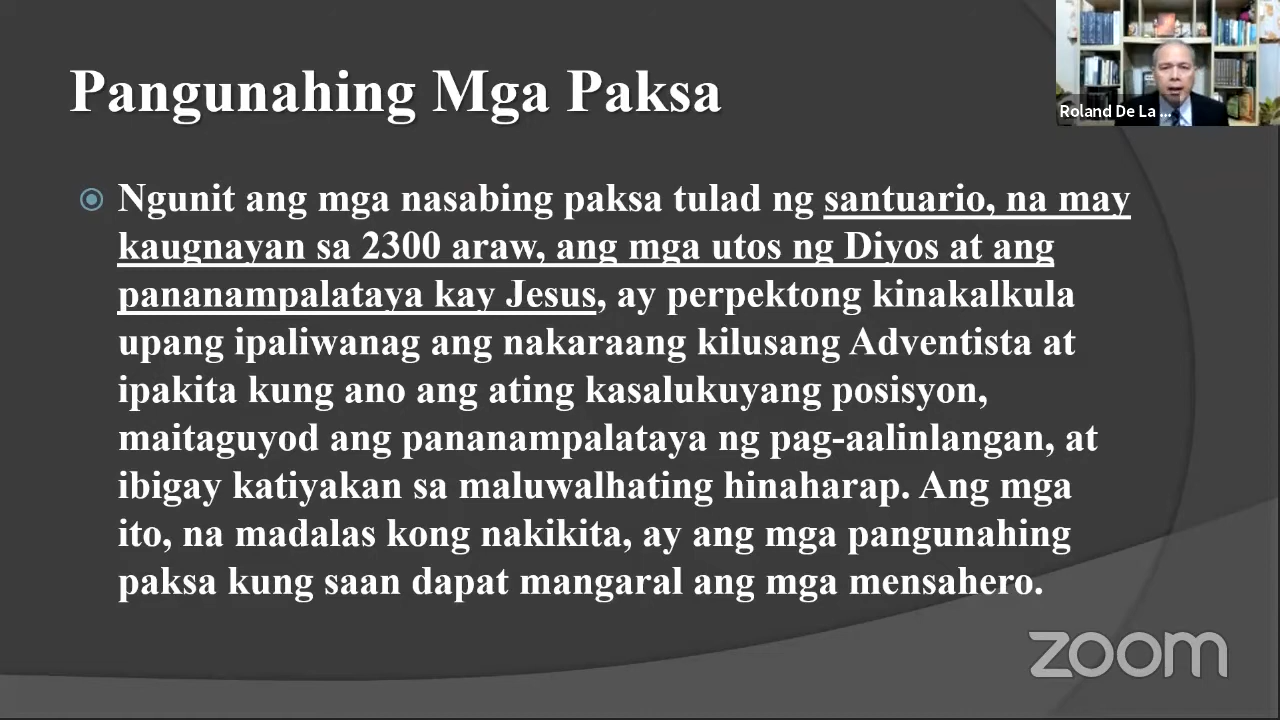 Pangunahing Mga Paksa
Roland De La ...
Ngunit ang mga nasabing paksa tulad ng santuario, na may
kaugnayan sa 2300 araw, ang mga utos ng Diyos at ang
pananampalataya kay Jesus, ay perpektong kinakalkula
upang ipaliwanag ang nakaraang kilusang Adventista at
ipakita kung ano ang ating kasalukuyang posisyon,
maitaguyod ang pananampalataya ng pag-aalinlangan, at
ibigay katiyakan sa maluwalhating hinaharap. Ang mga
ito, na madalas kong nakikita, ay ang mga pangunahing
paksa kung saan dapat mangaral ang mga mensahero.
zoom